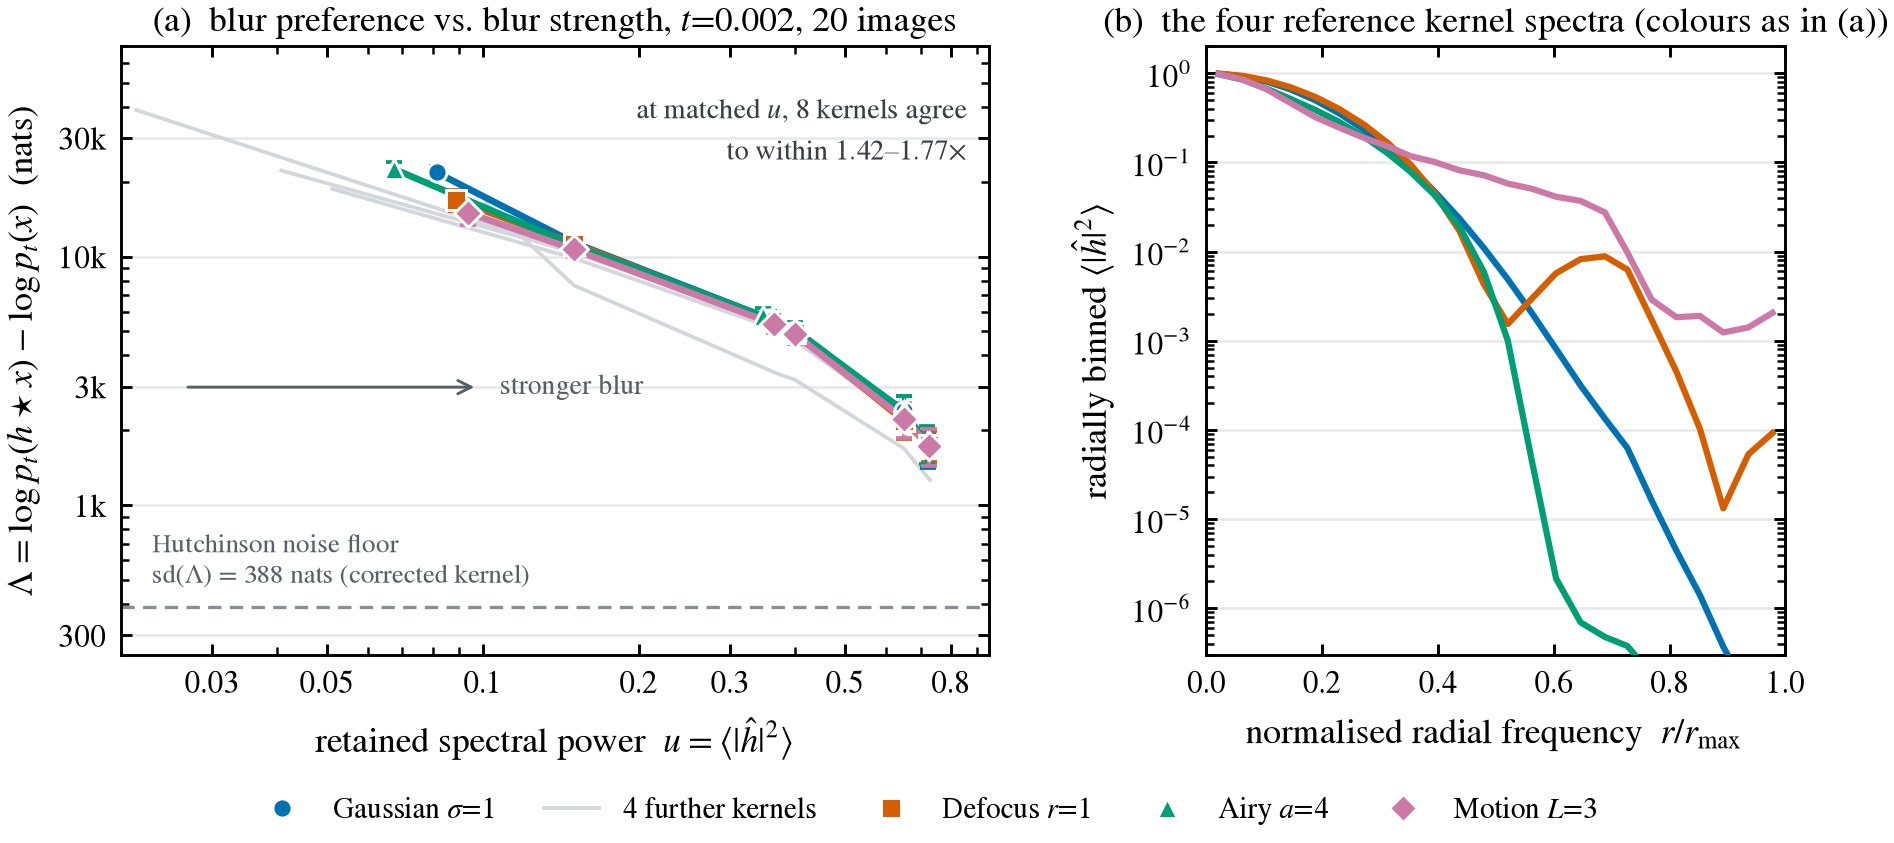 (a) blur preference vs. blur strength, t=0.002, 20 images
Λ = log pₜ(h ⋆ x) − log pₜ(x) (nats)
30k
10k
3k
1k
300
at matched u, 8 kernels agree
to within 1.42–1.77×
stronger blur
Hutchinson noise floor
sd(Λ) = 388 nats (corrected kernel)
0.03 0.05 0.1 0.2 0.3 0.5 0.8
retained spectral power u = ⟨|ĥ|²⟩
(b) the four reference kernel spectra (colours as in (a))
radially binned ⟨|ĥ|²⟩
10⁰
10⁻¹
10⁻²
10⁻³
10⁻⁴
10⁻⁵
10⁻⁶
0.0 0.2 0.4 0.6 0.8 1.0
normalised radial frequency r/r_max
Gaussian σ=1 4 further kernels Defocus r=1 Airy a=4 Motion L=3